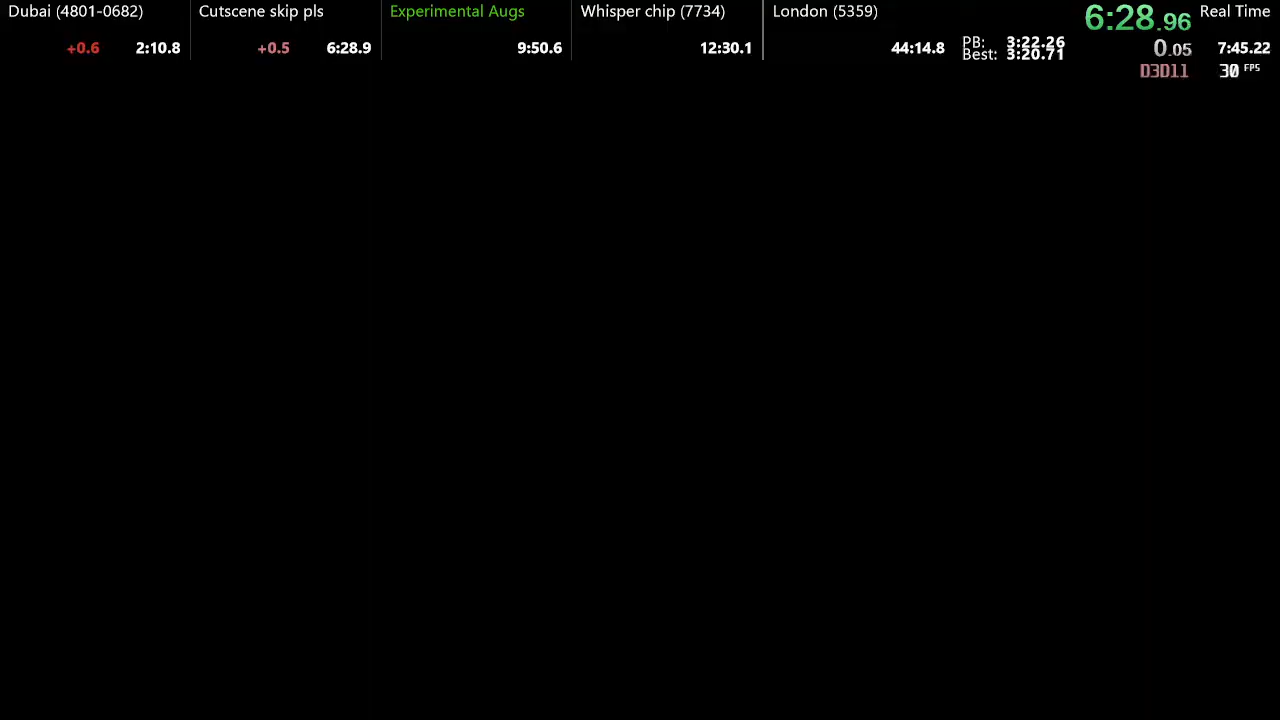 Dubai (4801-0682)
+0.6 2:10.8
Cutscene skip pls
+0.5 6:28.9
Experimental Augs
9:50.6
Whisper chip (7734)
12:30.1
London (5359)
44:14.8
PB: 3:22.26
Best: 3:20.71
6:28.96
0.05
Real Time
7:45.22
D3D11 30 FPS